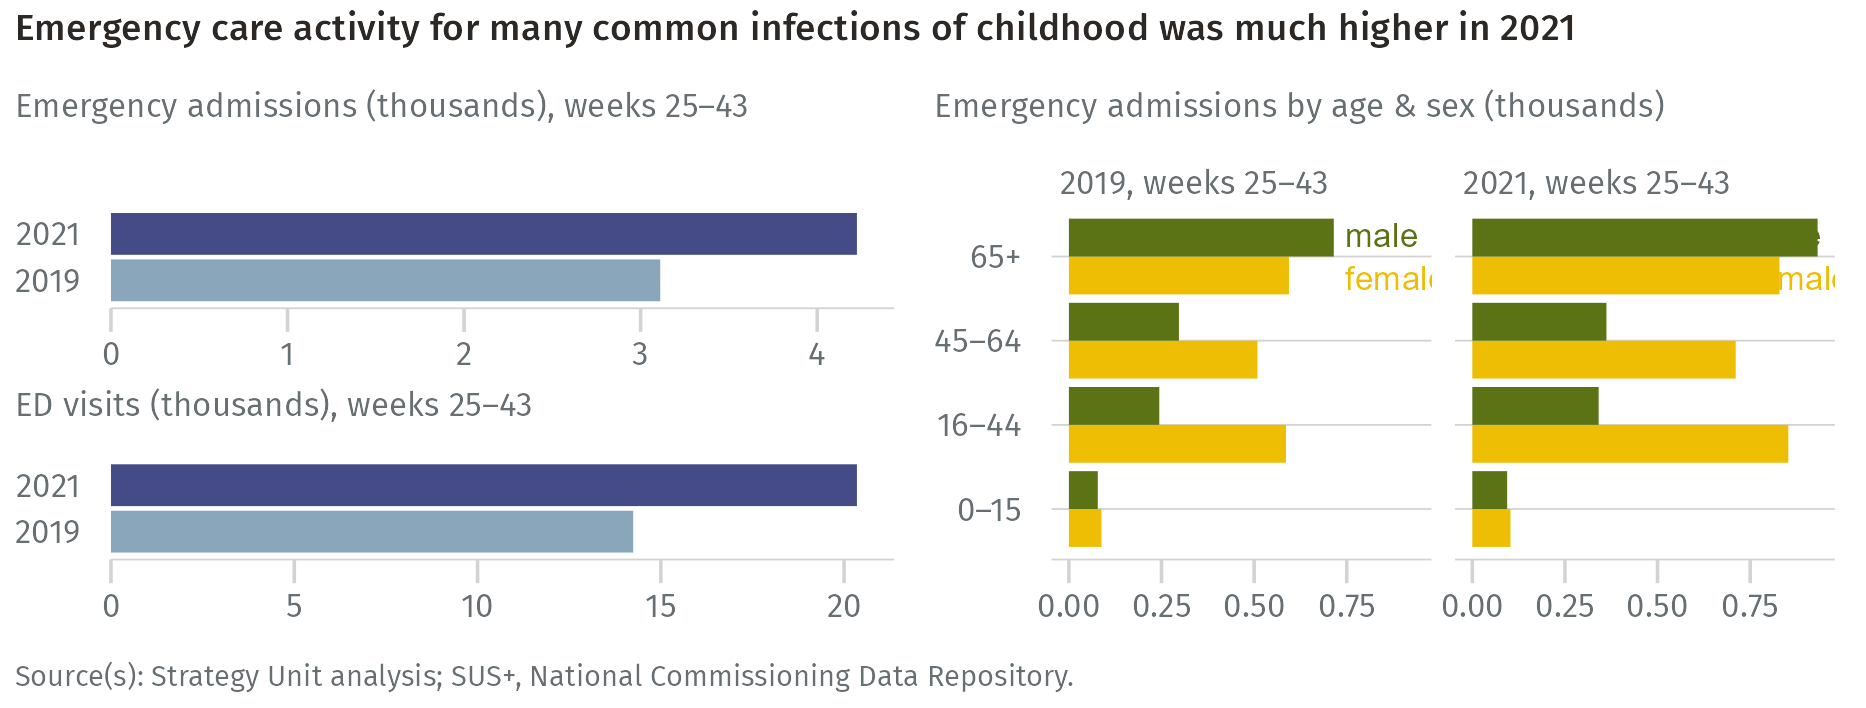 Emergency care activity for many common infections of childhood was much higher in 2021
Emergency admissions (thousands), weeks 25–43
2021
2019
0 1 2 3 4
ED visits (thousands), weeks 25–43
2021
2019
0 5 10 15 20
Emergency admissions by age & sex (thousands)
2019, weeks 25–43 2021, weeks 25–43
male
65+
female
45–64
16–44
0–15
0.00 0.25 0.50 0.75 0.00 0.25 0.50 0.75
Source(s): Strategy Unit analysis; SUS+, National Commissioning Data Repository.